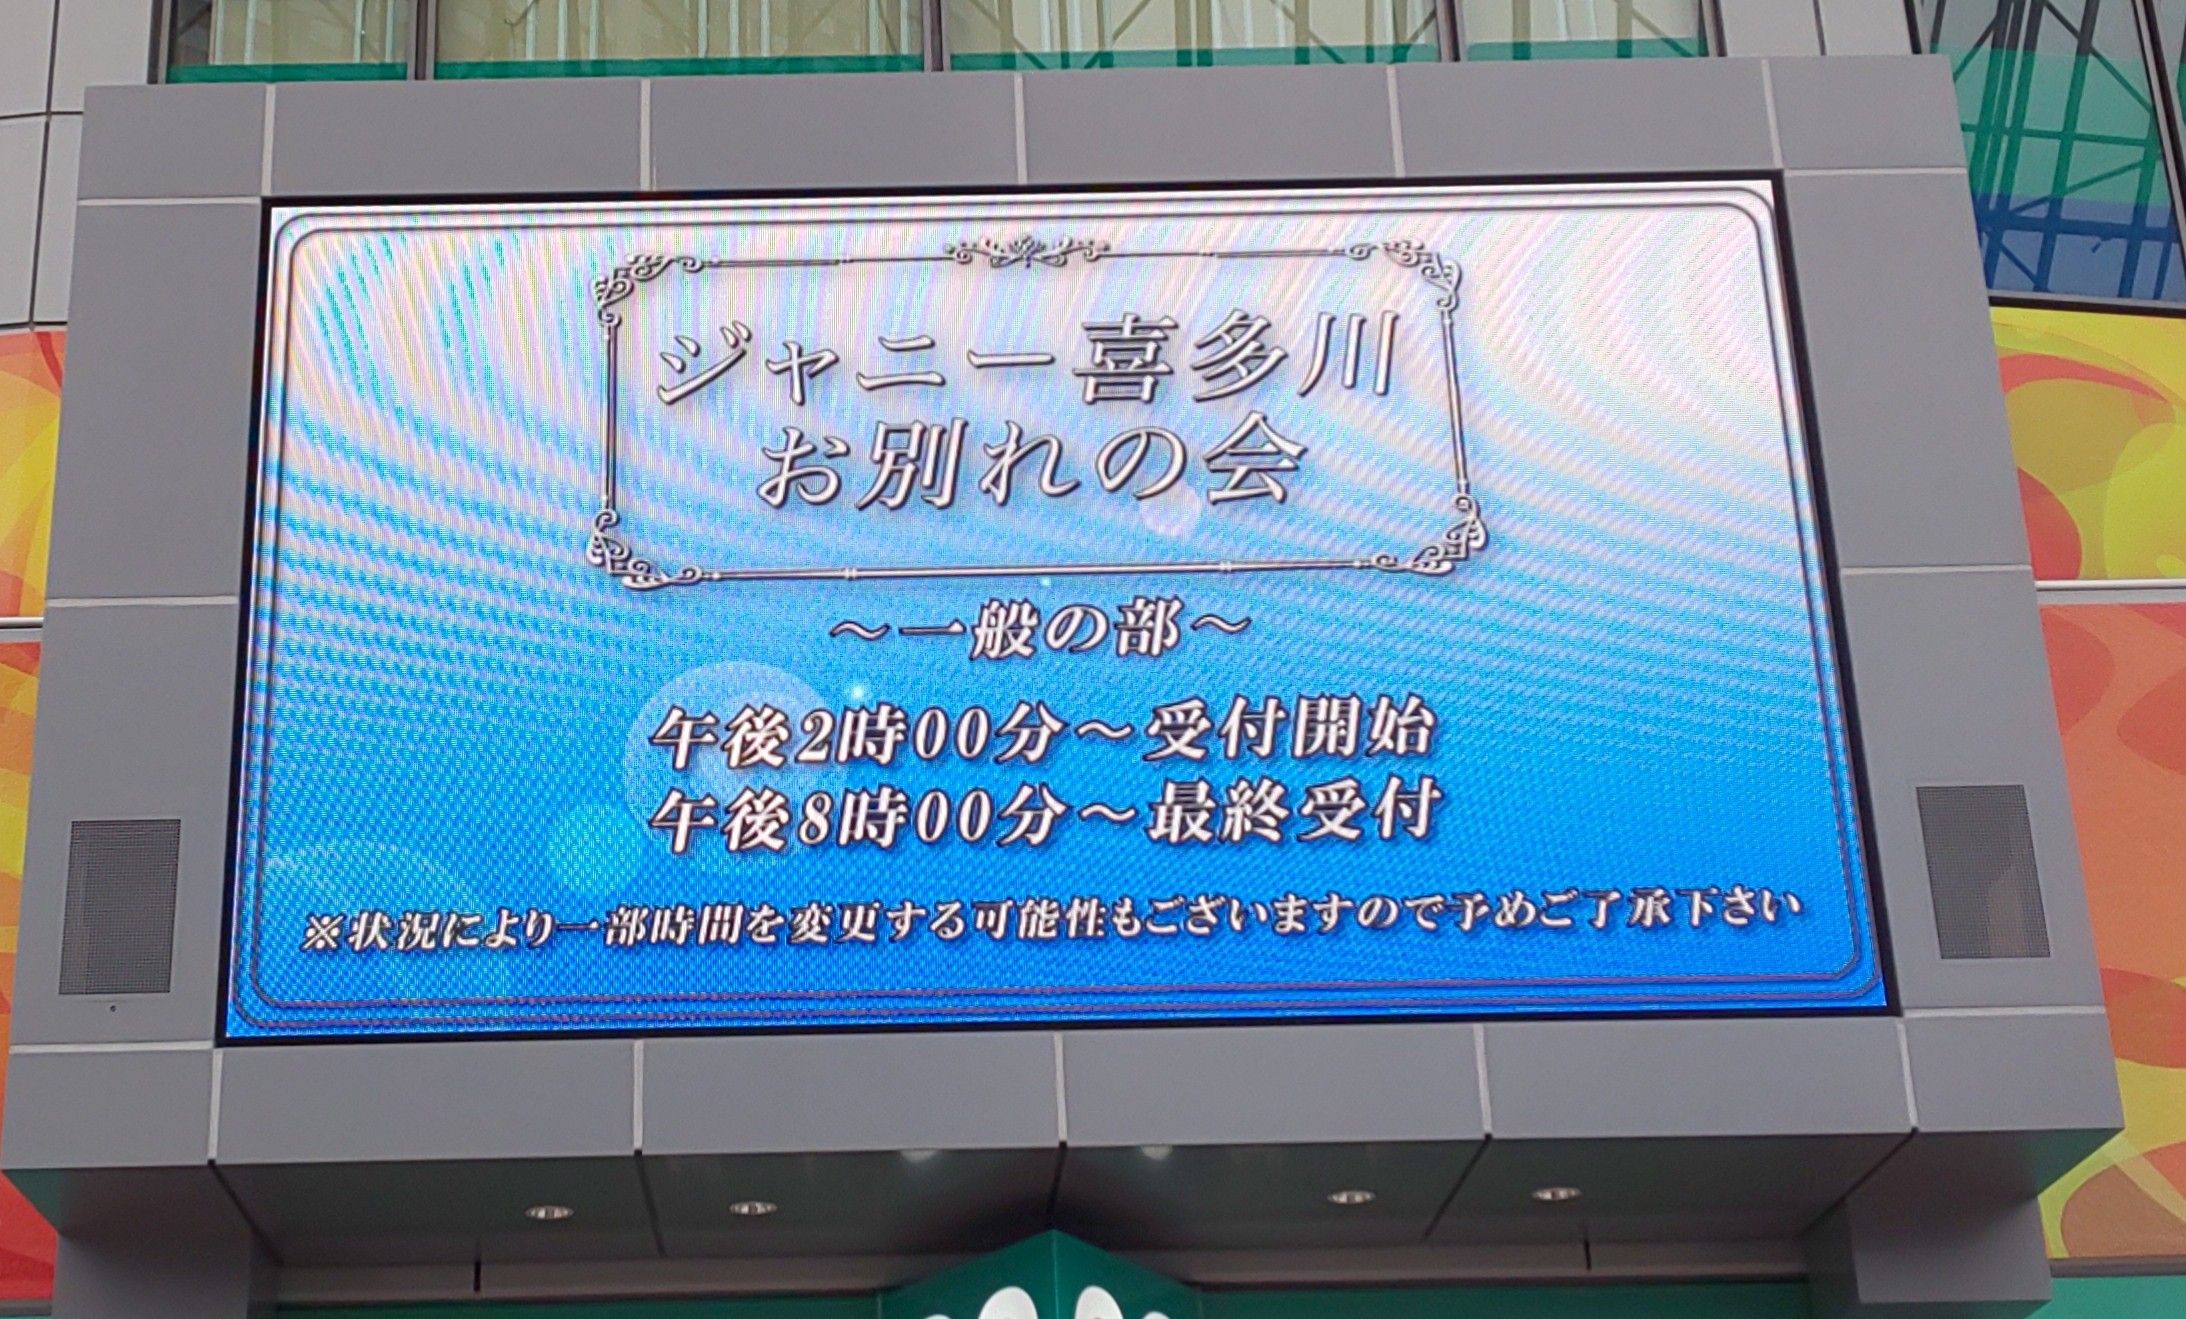 ジャニー喜多川
お別れの会
～一般の部～
午後2時00分～受付開始
午後8時00分～最終受付
※状況により一部時間を変更する可能性もございますので予めご了承下さい